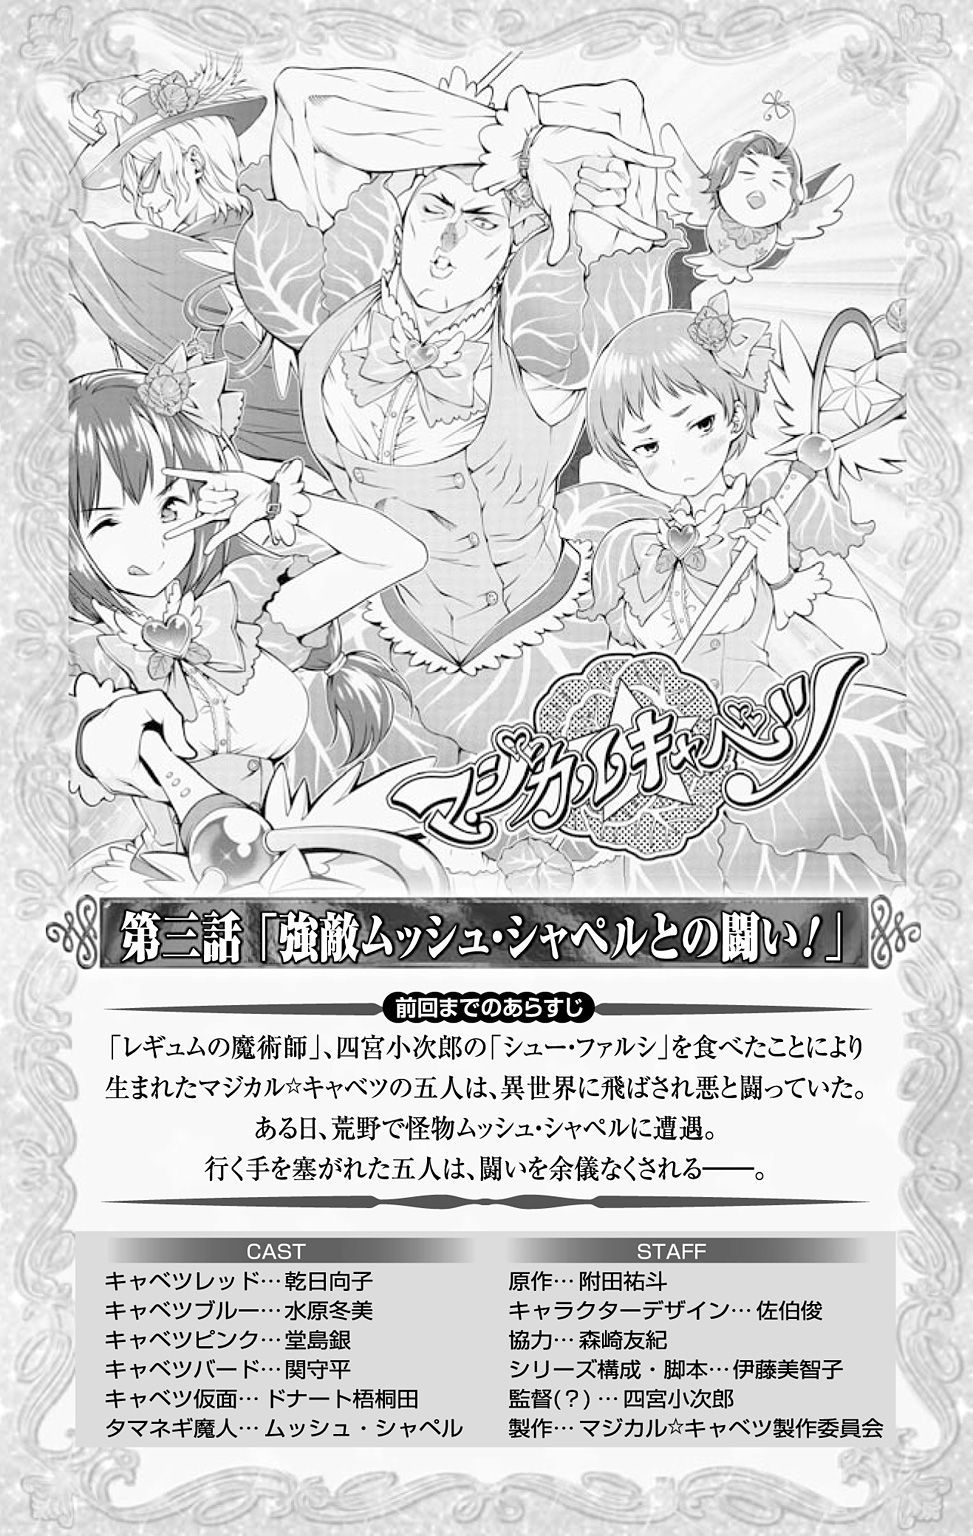 マジカルキャベツ
第三話「強敵ムッシュ・シャペルとの闘い！」
前回までのあらすじ
「レギュムの魔術師」、四宮小次郎の「シュー・ファルシ」を食べたことにより
生まれたマジカル☆キャベツの五人は、異世界に飛ばされ悪と闘っていた。
ある日、荒野で怪物ムッシュ・シャペルに遭遇。
行く手を塞がれた五人は、闘いを余儀なくされる――。
CAST
キャベツレッド…乾日向子
キャベツブルー…水原冬美
キャベツピンク…堂島銀
キャベツバード…関守平
キャベツ仮面…ドナート梧桐田
タマネギ魔人…ムッシュ・シャペル
STAFF
原作…附田祐斗
キャラクターデザイン…佐伯俊
協力…森崎友紀
シリーズ構成・脚本…伊藤美智子
監督(？)…四宮小次郎
製作…マジカル☆キャベツ製作委員会